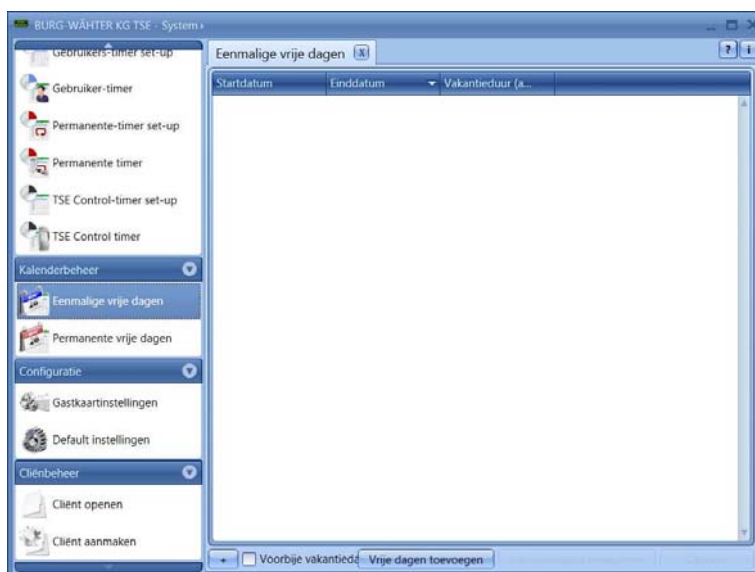 BURG-WÄHTER KG TSE - System
Gebruikers-timer set-up
Gebruiker-timer
Permanente-timer set-up
Permanente timer
TSE Control-timer set-up
TSE Control timer
Kalenderbeheer
Eenmalige vrije dagen
Permanente vrije dagen
Configuratie
Gastkaartinstellingen
Default instellingen
Cliënbeheer
Cliënt openen
Cliënt aanmaken
Eenmalige vrije dagen x
? i
Startdatum Einddatum Vakantieduur (a...
+ Voorbije vakantieda Vrije dagen toevoegen